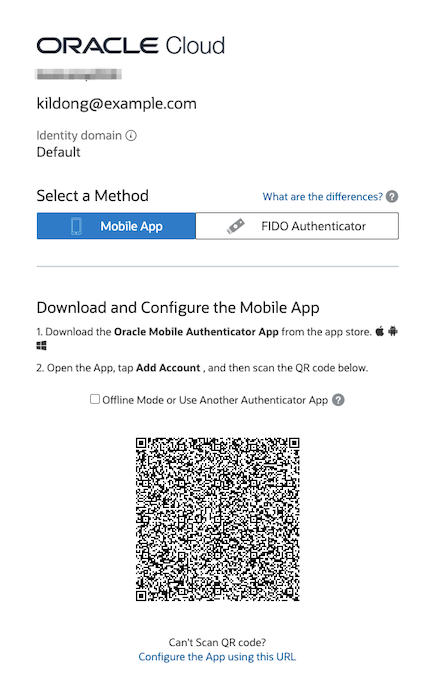 ORACLE Cloud
kildong@example.com
Identity domain
Default
Select a Method
What are the differences? ?
Mobile App
FIDO Authenticator
Download and Configure the Mobile App
1. Download the Oracle Mobile Authenticator App from the app store.
2. Open the App, tap Add Account , and then scan the QR code below.
Offline Mode or Use Another Authenticator App ?
Can't Scan QR code?
Configure the App using this URL